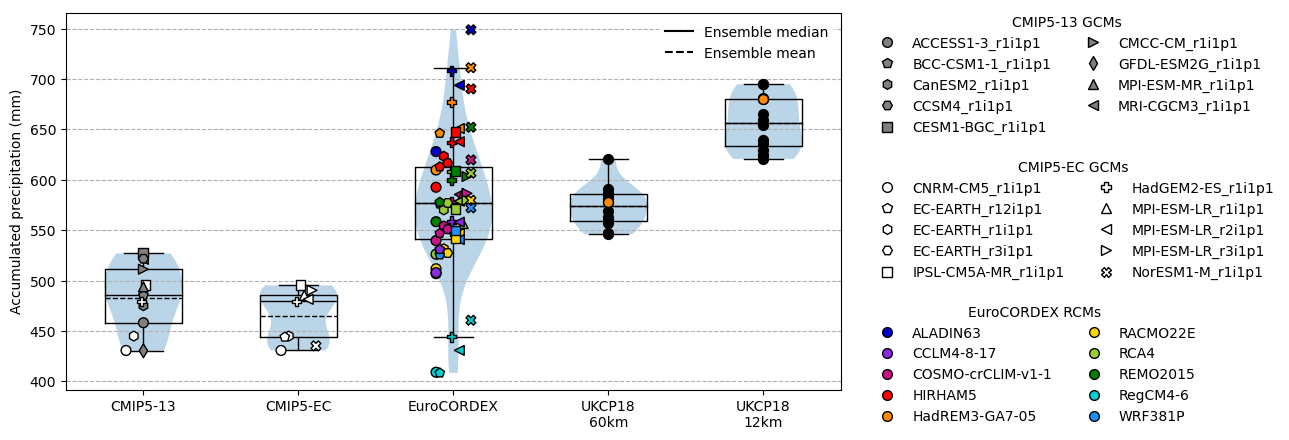 Accumulated precipitation (mm)
750
700
650
600
550
500
450
400
Ensemble median
Ensemble mean
CMIP5-13
CMIP5-EC
EuroCORDEX
UKCP18
60km
UKCP18
12km
CMIP5-13 GCMs
ACCESS1-3_r1i1p1
BCC-CSM1-1_r1i1p1
CanESM2_r1i1p1
CCSM4_r1i1p1
CESM1-BGC_r1i1p1
CMCC-CM_r1i1p1
GFDL-ESM2G_r1i1p1
MPI-ESM-MR_r1i1p1
MRI-CGCM3_r1i1p1
CMIP5-EC GCMs
CNRM-CM5_r1i1p1
EC-EARTH_r12i1p1
EC-EARTH_r1i1p1
EC-EARTH_r3i1p1
IPSL-CM5A-MR_r1i1p1
HadGEM2-ES_r1i1p1
MPI-ESM-LR_r1i1p1
MPI-ESM-LR_r2i1p1
MPI-ESM-LR_r3i1p1
NorESM1-M_r1i1p1
EuroCORDEX RCMs
ALADIN63
CCLM4-8-17
COSMO-crCLIM-v1-1
HIRHAM5
HadREM3-GA7-05
RACMO22E
RCA4
REMO2015
RegCM4-6
WRF381P